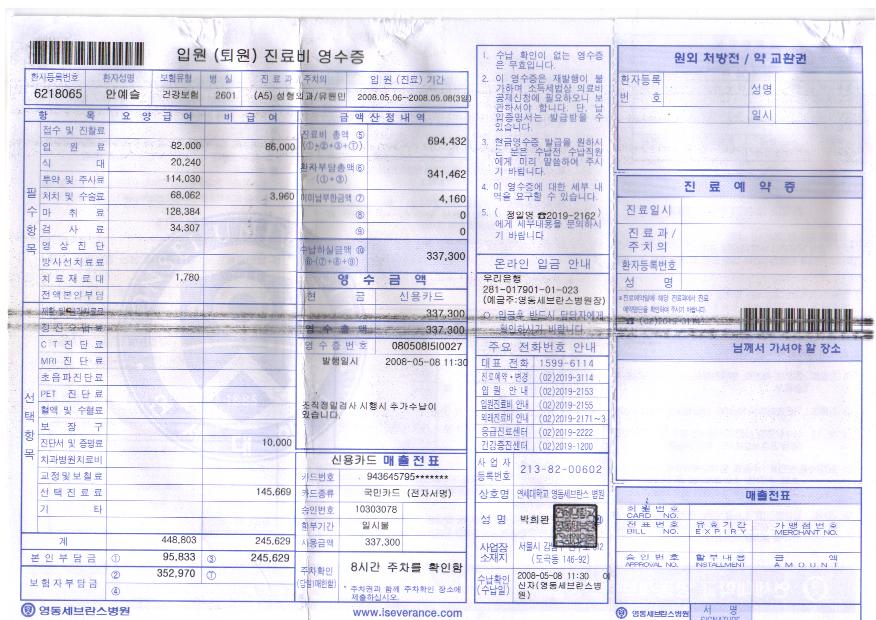 입원 (퇴원) 진료비 영수증
환자등록번호 환자성명 보험유형 병 실 진 료 과 / 주치의 입 원 (진료) 기간
6218065 안예슬 건강보험 2601 (A5) 성형외과/유원민 2008.05.06~2008.05.08(3일)
항 목 요 양 급 여 비 급 여 금 액 산 정 내 역
필수항목
접수 및 진찰료
입 원 료 82,000 86,000
식 대 20,240
투약 및 주사료 114,030
처치 및 수술료 68,062 3,960
마 취 료 128,384
검 사 료 34,307
영 상 진 단
방사선치료료
치 료 재 료 대 1,780
전액본인부담
선택항목
C T 진 단 료
MRI 진 단 료
초음파진단료
PET 진 단 료
혈액 및 수혈료
보 장 구
진단서 및 증명료 10,000
치과병원치료비
교정및보철료
선 택 진 료 료 145,669
기 타
계 448,803 245,629
본 인 부 담 금 ① 95,833 ③ 245,629
보 험 자 부 담 금 ② 352,970 ⑦
④
영동세브란스병원
진료비 총액 ⑤
(①+②+③+⑦) 694,432
환자부담총액⑥
(①+③) 341,462
⑦ 4,160
⑧ 0
⑨ 0
수납하실금액 ⑩
⑥-(⑦+⑧+⑨) 337,300
영 수 금 액
현 금 신용카드
337,300
영 수 총 액 337,300
영 수 증 번 호 080508I5I0027
발행일시 2008-05-08 11:30
조직정밀검사 시행시 추가수납이
있습니다.
신용카드 매출전표
카드번호 943645795*******
카드종류 국민카드 (전자서명)
승인번호 10303078
할부기간 일시불
사용금액 337,300
주차확인
(당일1매한함)
8시간 주차를 확인함
* 주차권과 함께 주차확인 장소에
제출하십시오.
www.iseverance.com
1. 수납 확인이 없는 영수증
은 무효입니다.
2. 이 영수증은 재발행이 불
가하며 소득세법상 의료비
공제신청에 필요하오니 보
관하셔야 합니다. 단, 납
입증명서는 발급받을 수
있습니다.
3. 현금영수증 발급을 원하시
는 분은 수납전 수납직원
에게 미리 말씀하여 주시
기 바랍니다.
4. 이 영수증에 대한 세부 내
역을 요구할 수 있습니다.
5. ( 정일영 ☎2019-2162)
에게 세부내용을 문의하시
기 바랍니다
온라인 입금 안내
우리은행
281-017901-01-023
(예금주:영동세브란스병원장)
○ 입금후 반드시 담당자에게
확인하시기 바랍니다.
주요 전화번호 안내
대 표 전 화 1599-6114
진료예약·변경 (02)2019-3114
입 원 안 내 (02)2019-2153
입원진료비 안내 (02)2019-2155
외래진료비 안내 (02)2019-2171~3
응급진료센터 (02)2019-2222
건강증진센터 (02)2019-1200
사 업 자
등록번호 213-82-00602
상호명 연세대학교 영동세브란스 병원
성 명 박희완
사업장
소재지 서울시 강남구
(도곡동 146-92)
수납확인
(수납일) 2008-05-08 11:30
신자(영동세브란스병
원)
원외 처방전 / 약 교환권
환자등록
번 호
성명
일시
진 료 예 약 증
진료일시
진 료 과 /
주 치 의
환자등록번호
성 명
*진료예약일에 해당 진료과에서 진료
예약증을 확인하여 주시기 바랍니다.
☎ (02)2019-3114
님께서 가셔야 할 장소
매출전표
회 원 번 호
CARD NO.
전 표 번 호
BILL NO.
유 효 기 간
EXPIRY
가 맹 점 번 호
MERCHANT NO.
승 인 번 호
APPROVAL NO.
할 부 내 용
INSTALLMENT
금 액
AMOUNT
영동세브란스병원
서 명
SIGNATURE